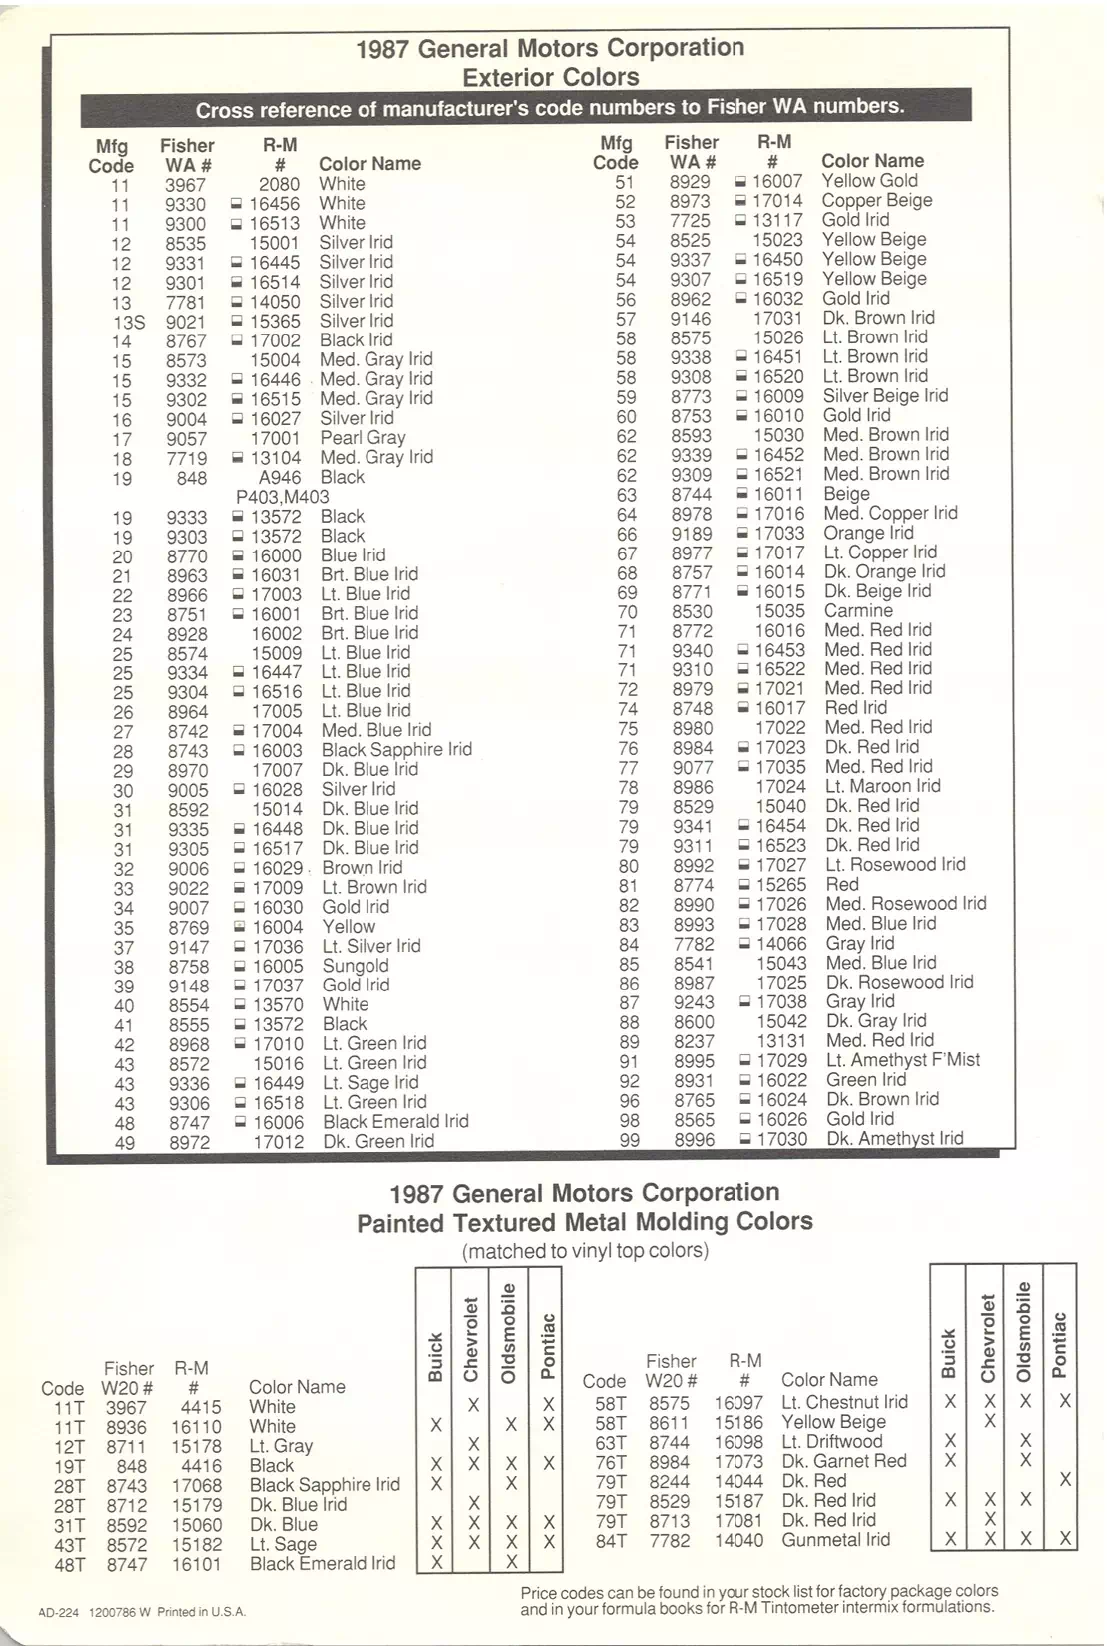 1987 General Motors Corporation
Exterior Colors
Cross reference of manufacturer's code numbers to Fisher WA numbers.
Mfg Fisher R-M
Code WA # # Color Name
11 3967 2080 White
11 9330 16456 White
11 9300 16513 White
12 8535 15001 Silver Irid
12 9331 16445 Silver Irid
12 9301 16514 Silver Irid
13 7781 14050 Silver Irid
13S 9021 15365 Silver Irid
14 8767 17002 Black Irid
15 8573 15004 Med. Gray Irid
15 9332 16446 Med. Gray Irid
15 9302 16515 Med. Gray Irid
16 9004 16027 Silver Irid
17 9057 17001 Pearl Gray
18 7719 13104 Med. Gray Irid
19 848 A946 Black
P403,M403
19 9333 13572 Black
19 9303 13572 Black
20 8770 16000 Blue Irid
21 8963 16031 Brt. Blue Irid
22 8966 17003 Lt. Blue Irid
23 8751 16001 Brt. Blue Irid
24 8928 16002 Brt. Blue Irid
25 8574 15009 Lt. Blue Irid
25 9334 16447 Lt. Blue Irid
25 9304 16516 Lt. Blue Irid
26 8964 17005 Lt. Blue Irid
27 8742 17004 Med. Blue Irid
28 8743 16003 Black Sapphire Irid
29 8970 17007 Dk. Blue Irid
30 9005 16028 Silver Irid
31 8592 15014 Dk. Blue Irid
31 9335 16448 Dk. Blue Irid
31 9305 16517 Dk. Blue Irid
32 9006 16029 Brown Irid
33 9022 17009 Lt. Brown Irid
34 9007 16030 Gold Irid
35 8769 16004 Yellow
37 9147 17036 Lt. Silver Irid
38 8758 16005 Sungold
39 9148 17037 Gold Irid
40 8554 13570 White
41 8555 13572 Black
42 8968 17010 Lt. Green Irid
43 8572 15016 Lt. Green Irid
43 9336 16449 Lt. Sage Irid
43 9306 16518 Lt. Green Irid
48 8747 16006 Black Emerald Irid
49 8972 17012 Dk. Green Irid
Mfg Fisher R-M
Code WA # # Color Name
51 8929 16007 Yellow Gold
52 8973 17014 Copper Beige
53 7725 13117 Gold Irid
54 8525 15023 Yellow Beige
54 9337 16450 Yellow Beige
54 9307 16519 Yellow Beige
56 8962 16032 Gold Irid
57 9146 17031 Dk. Brown Irid
58 8575 15026 Lt. Brown Irid
58 9338 16451 Lt. Brown Irid
58 9308 16520 Lt. Brown Irid
59 8773 16009 Silver Beige Irid
60 8753 16010 Gold Irid
62 8593 15030 Med. Brown Irid
62 9339 16452 Med. Brown Irid
62 9309 16521 Med. Brown Irid
63 8744 16011 Beige
64 8978 17016 Med. Copper Irid
66 9189 17033 Orange Irid
67 8977 17017 Lt. Copper Irid
68 8757 16014 Dk. Orange Irid
69 8771 16015 Dk. Beige Irid
70 8530 15035 Carmine
71 8772 16016 Med. Red Irid
71 9340 16453 Med. Red Irid
71 9310 16522 Med. Red Irid
72 8979 17021 Med. Red Irid
74 8748 16017 Red Irid
75 8980 17022 Med. Red Irid
76 8984 17023 Dk. Red Irid
77 9077 17035 Med. Red Irid
78 8986 17024 Lt. Maroon Irid
79 8529 15040 Dk. Red Irid
79 9341 16454 Dk. Red Irid
79 9311 16523 Dk. Red Irid
80 8992 17027 Lt. Rosewood Irid
81 8774 15265 Red
82 8990 17026 Med. Rosewood Irid
83 8993 17028 Med. Blue Irid
84 7782 14066 Gray Irid
85 8541 15043 Med. Blue Irid
86 8987 17025 Dk. Rosewood Irid
87 9243 17038 Gray Irid
88 8600 15042 Dk. Gray Irid
89 8237 13131 Med. Red Irid
91 8995 17029 Lt. Amethyst F'Mist
92 8931 16022 Green Irid
96 8765 16024 Dk. Brown Irid
98 8565 16026 Gold Irid
99 8996 17030 Dk. Amethyst Irid
1987 General Motors Corporation
Painted Textured Metal Molding Colors
(matched to vinyl top colors)
Buick Chevrolet Oldsmobile Pontiac
Fisher R-M
Code W20 # # Color Name
11T 3967 4415 White X X
11T 8936 16110 White X X X
12T 8711 15178 Lt. Gray X
19T 848 4416 Black X X X X
28T 8743 17068 Black Sapphire Irid X X
28T 8712 15179 Dk. Blue Irid X
31T 8592 15060 Dk. Blue X X X X
43T 8572 15182 Lt. Sage X X X X
48T 8747 16101 Black Emerald Irid X X
Buick Chevrolet Oldsmobile Pontiac
Fisher R-M
Code W20 # # Color Name
58T 8575 16097 Lt. Chestnut Irid X X X X
58T 8611 15186 Yellow Beige X
63T 8744 16098 Lt. Driftwood X X
76T 8984 17073 Dk. Garnet Red X X
79T 8244 14044 Dk. Red X
79T 8529 15187 Dk. Red Irid X X X
79T 8713 17081 Dk. Red Irid X
84T 7782 14040 Gunmetal Irid X X X X
Price codes can be found in your stock list for factory package colors
and in your formula books for R-M Tintometer intermix formulations.
AD-224 1200786 W Printed in U.S.A.